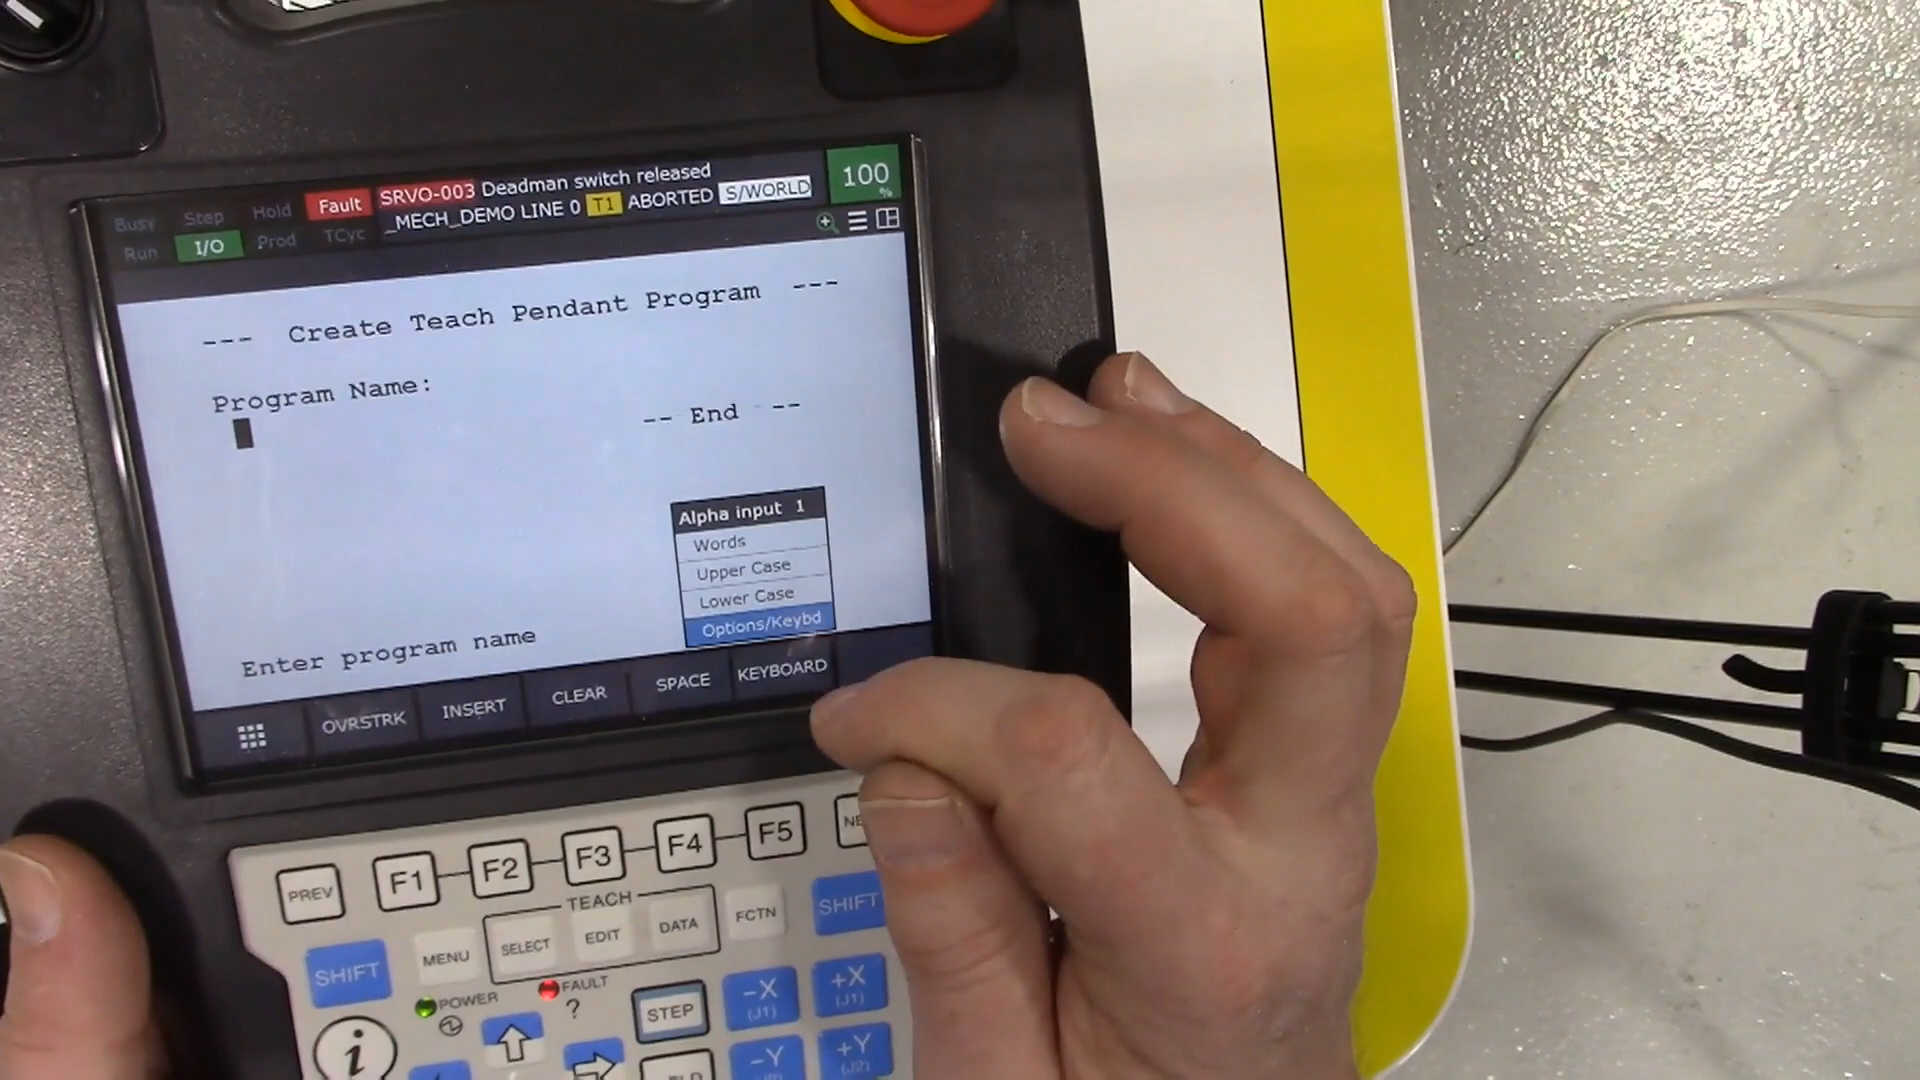 Busy Step Hold Fault SRVO-003 Deadman switch released 100 %
Run I/O Prod TCyc _MECH_DEMO LINE 0 T1 ABORTED S/WORLD
--- Create Teach Pendant Program ---
Program Name:
-- End --
Alpha input 1
Words
Upper Case
Lower Case
Options/Keybd
Enter program name
OVRSTRK INSERT CLEAR SPACE KEYBOARD
PREV F1 F2 F3 F4 F5
TEACH
SHIFT MENU SELECT EDIT DATA FCTN SHIFT
POWER FAULT
i ? STEP -X (J1) +X (J1)
-Y +Y (J2)